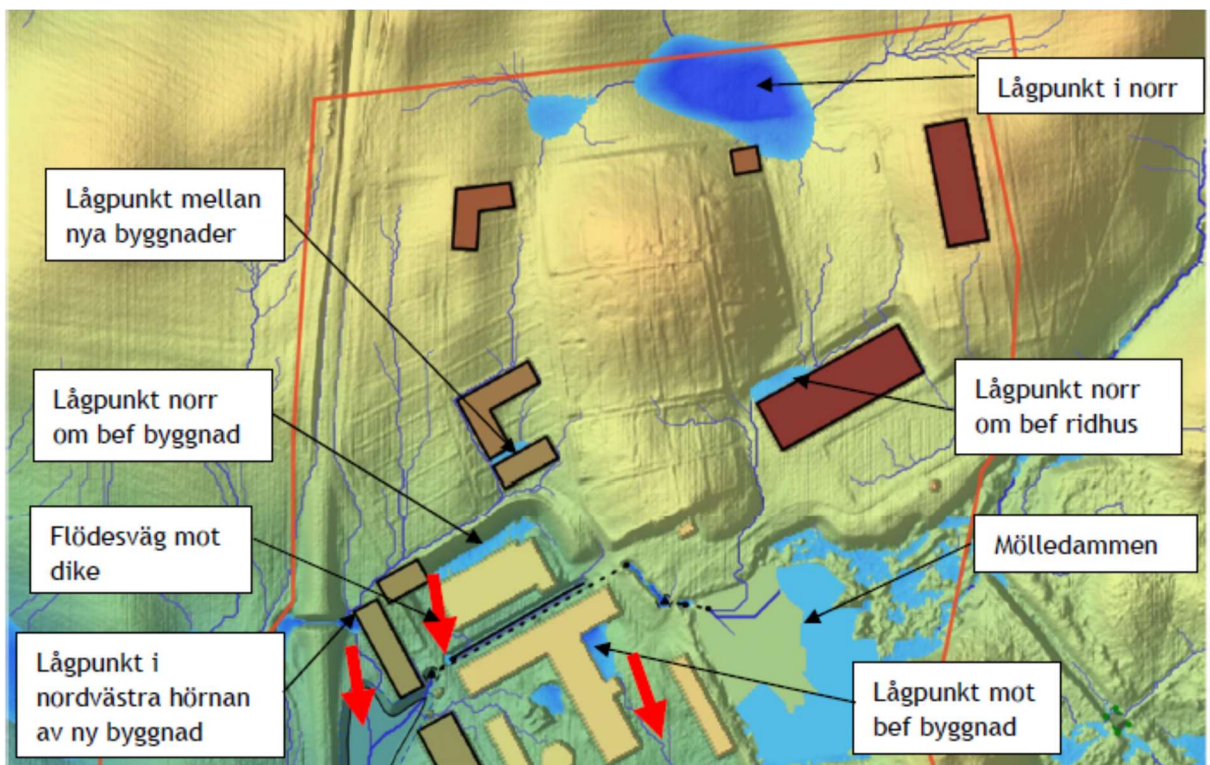 Lågpunkt i norr
Lågpunkt mellan
nya byggnader
Lågpunkt norr
om bef byggnad
Lågpunkt norr
om bef ridhus
Flödesväg mot
dike
Mölledammen
Lågpunkt i
nordvästra hörnan
av ny byggnad
Lågpunkt mot
bef byggnad